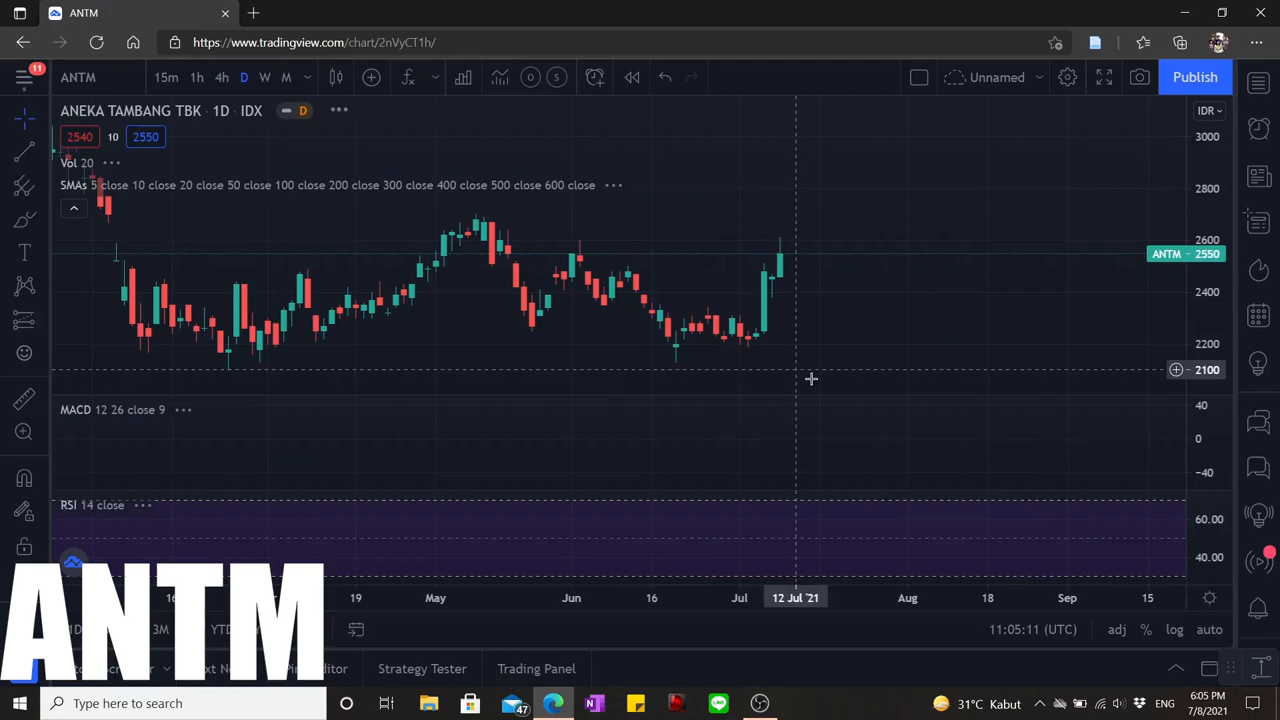 ANTM
https://www.tradingview.com/chart/2nVyCT1h/
11
ANTM
15m 1h 4h D W M
Unnamed
Publish
ANEKA TAMBANG TBK · 1D · IDX
D
IDR
2540 10 2550
Vol 20
SMAs 5 close 10 close 20 close 50 close 100 close 200 close 300 close 400 close 500 close 600 close
3000
2800
2600
ANTM 2550
2400
2200
2100
MACD 12 26 close 9
40
0
−40
RSI 14 close
60.00
40.00
19 May Jun 16 Jul 12 Jul '21 Aug 18 Sep 15
ANTM
3M
11:05:11 (UTC)
adj % log auto
Strategy Tester
Trading Panel
Type here to search
47
31°C Kabut
ENG
6:05 PM
7/8/2021